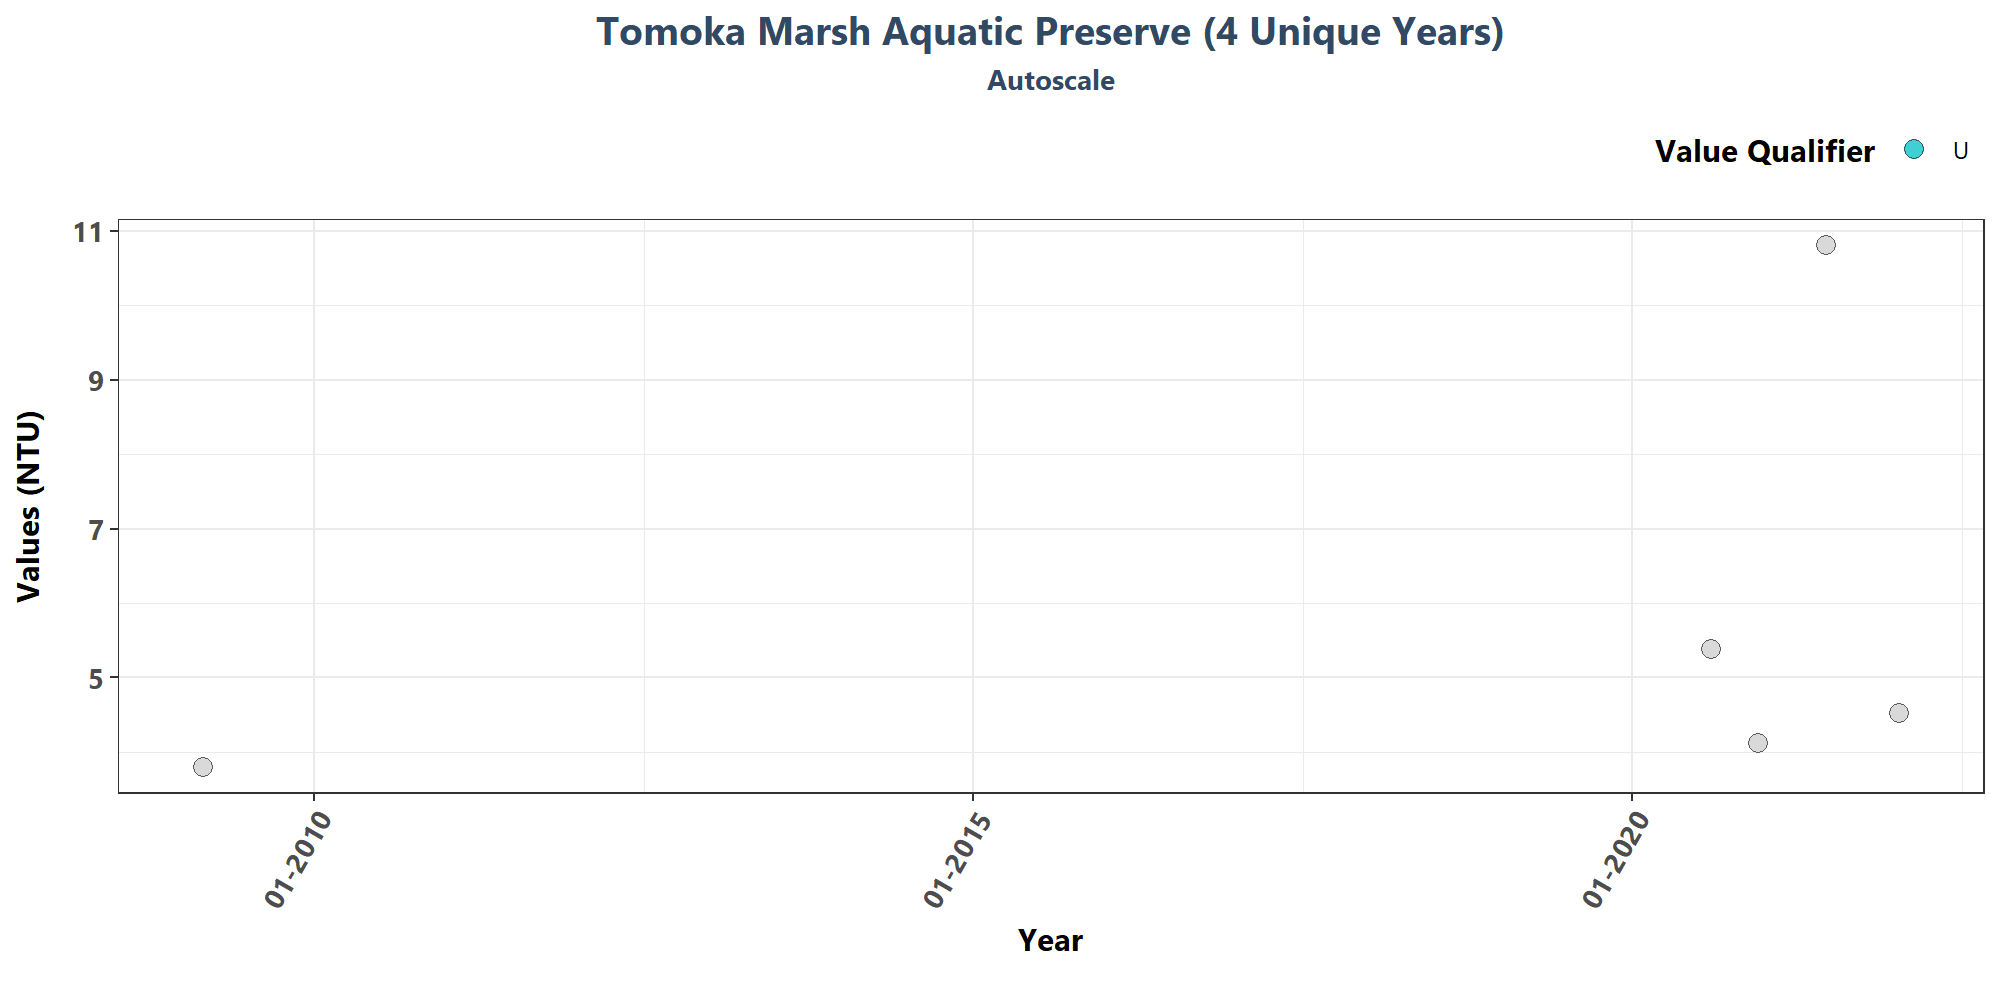 Tomoka Marsh Aquatic Preserve (4 Unique Years)
Autoscale
Value Qualifier U
11
9
7
5
Values (NTU)
01-2010
01-2015
01-2020
Year